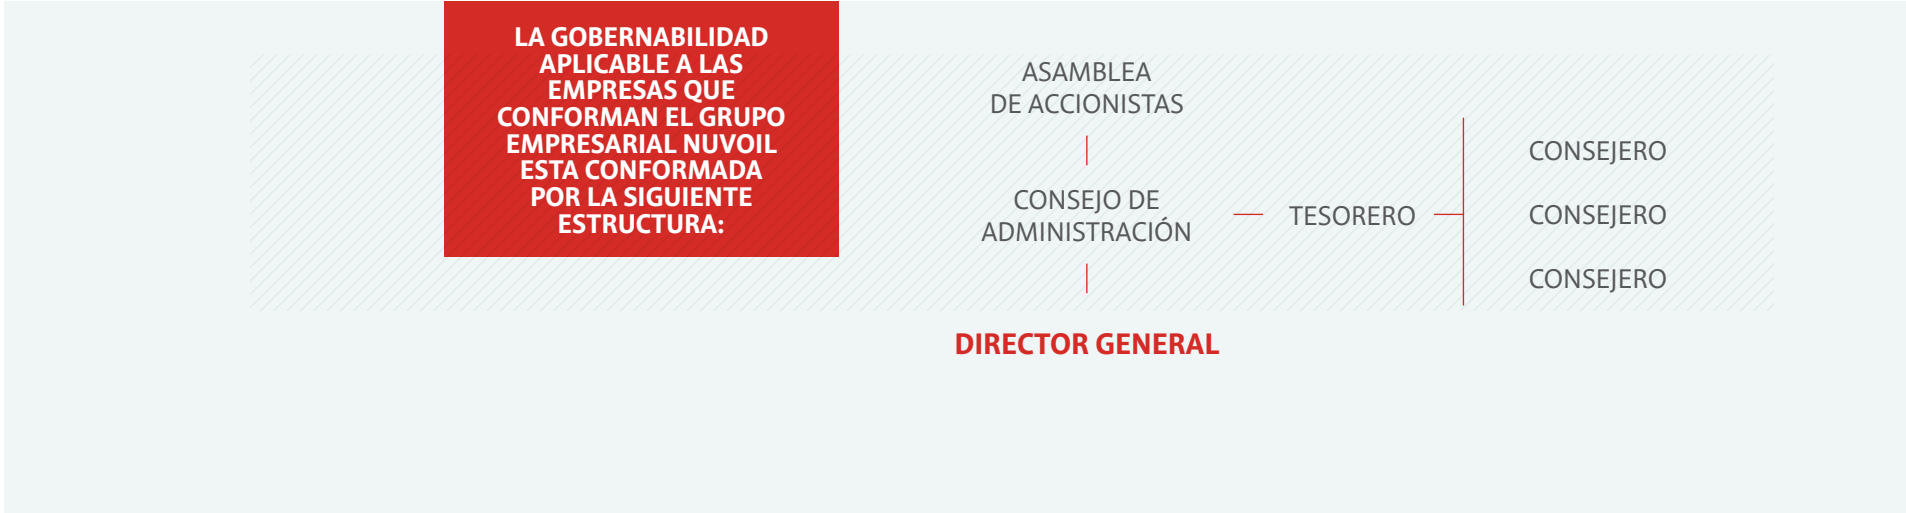 LA GOBERNABILIDAD
APLICABLE A LAS
EMPRESAS QUE
CONFORMAN EL GRUPO
EMPRESARIAL NUVOIL
ESTA CONFORMADA
POR LA SIGUIENTE
ESTRUCTURA:
ASAMBLEA
DE ACCIONISTAS
CONSEJO DE
ADMINISTRACIÓN
TESORERO
CONSEJERO
CONSEJERO
CONSEJERO
DIRECTOR GENERAL